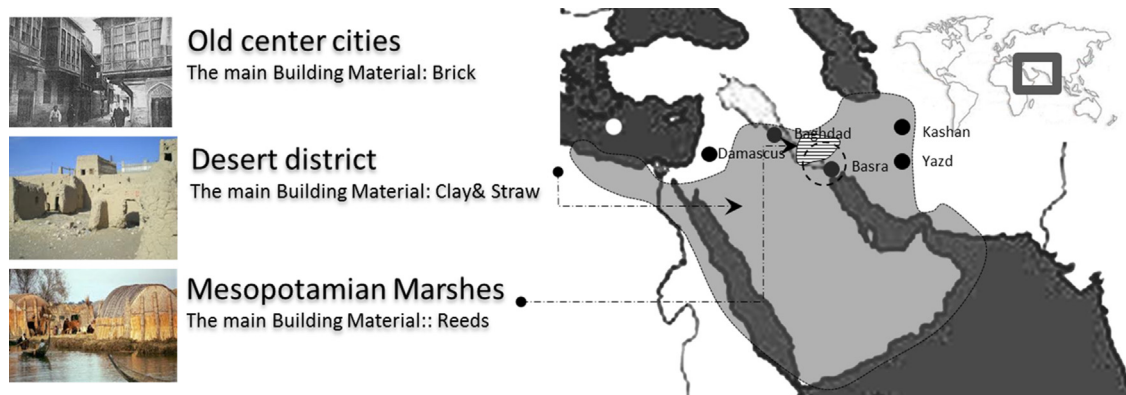 Old center cities
The main Building Material: Brick
Desert district
The main Building Material: Clay& Straw
Mesopotamian Marshes
The main Building Material:: Reeds
Baghdad
Damascus
Basra
Kashan
Yazd